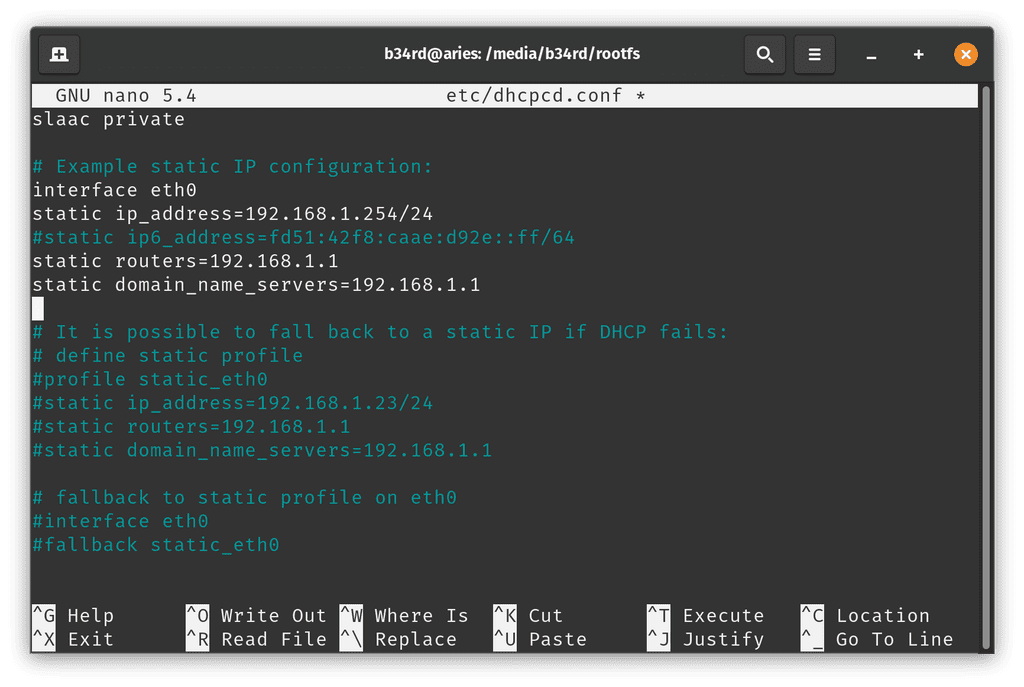 b34rd@aries: /media/b34rd/rootfs
GNU nano 5.4 etc/dhcpcd.conf *
slaac private
# Example static IP configuration:
interface eth0
static ip_address=192.168.1.254/24
#static ip6_address=fd51:42f8:caae:d92e::ff/64
static routers=192.168.1.1
static domain_name_servers=192.168.1.1
# It is possible to fall back to a static IP if DHCP fails:
# define static profile
#profile static_eth0
#static ip_address=192.168.1.23/24
#static routers=192.168.1.1
#static domain_name_servers=192.168.1.1
# fallback to static profile on eth0
#interface eth0
#fallback static_eth0
^G Help ^O Write Out ^W Where Is ^K Cut ^T Execute ^C Location
^X Exit ^R Read File ^\ Replace ^U Paste ^J Justify ^_ Go To Line